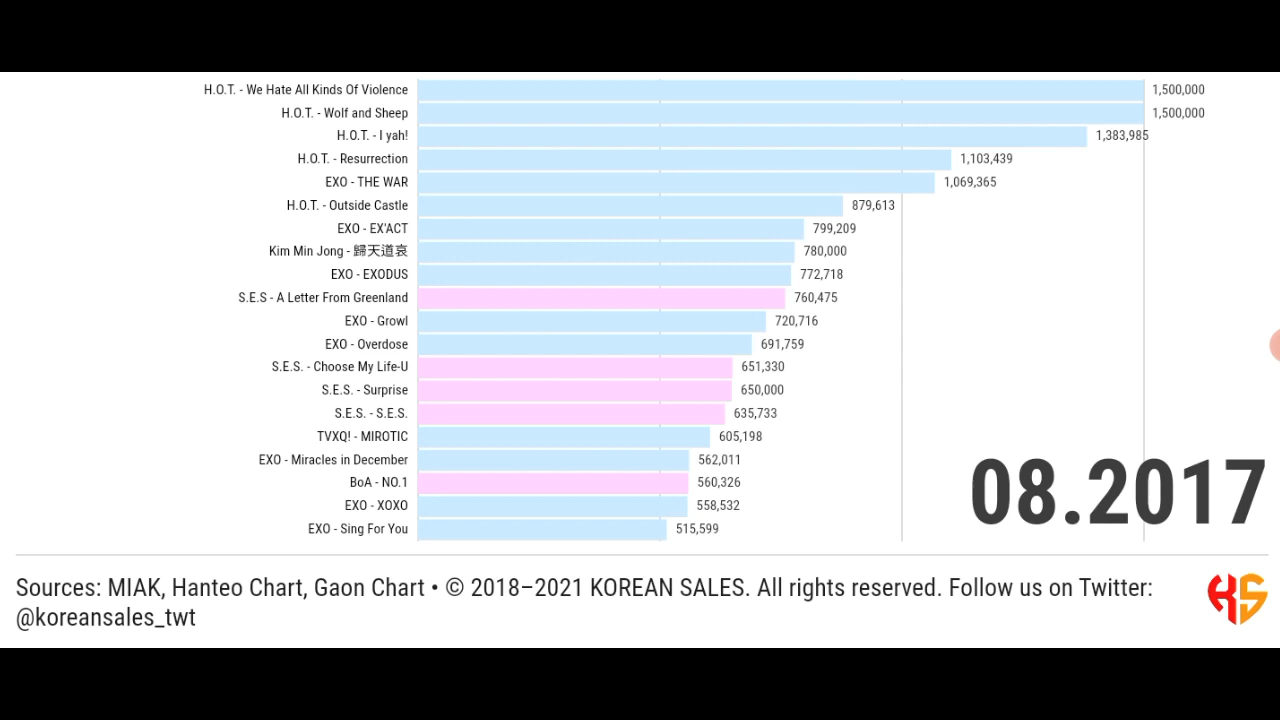 H.O.T. - We Hate All Kinds Of Violence 1,500,000
H.O.T. - Wolf and Sheep 1,500,000
H.O.T. - I yah! 1,383,985
H.O.T. - Resurrection 1,103,439
EXO - THE WAR 1,069,365
H.O.T. - Outside Castle 879,613
EXO - EX'ACT 799,209
Kim Min Jong - 歸天道哀 780,000
EXO - EXODUS 772,718
S.E.S - A Letter From Greenland 760,475
EXO - Growl 720,716
EXO - Overdose 691,759
S.E.S. - Choose My Life-U 651,330
S.E.S. - Surprise 650,000
S.E.S. - S.E.S. 635,733
TVXQ! - MIROTIC 605,198
EXO - Miracles in December 562,011
BoA - NO.1 560,326
EXO - XOXO 558,532
EXO - Sing For You 515,599
08.2017
Sources: MIAK, Hanteo Chart, Gaon Chart • © 2018–2021 KOREAN SALES. All rights reserved. Follow us on Twitter:
@koreansales_twt
KS